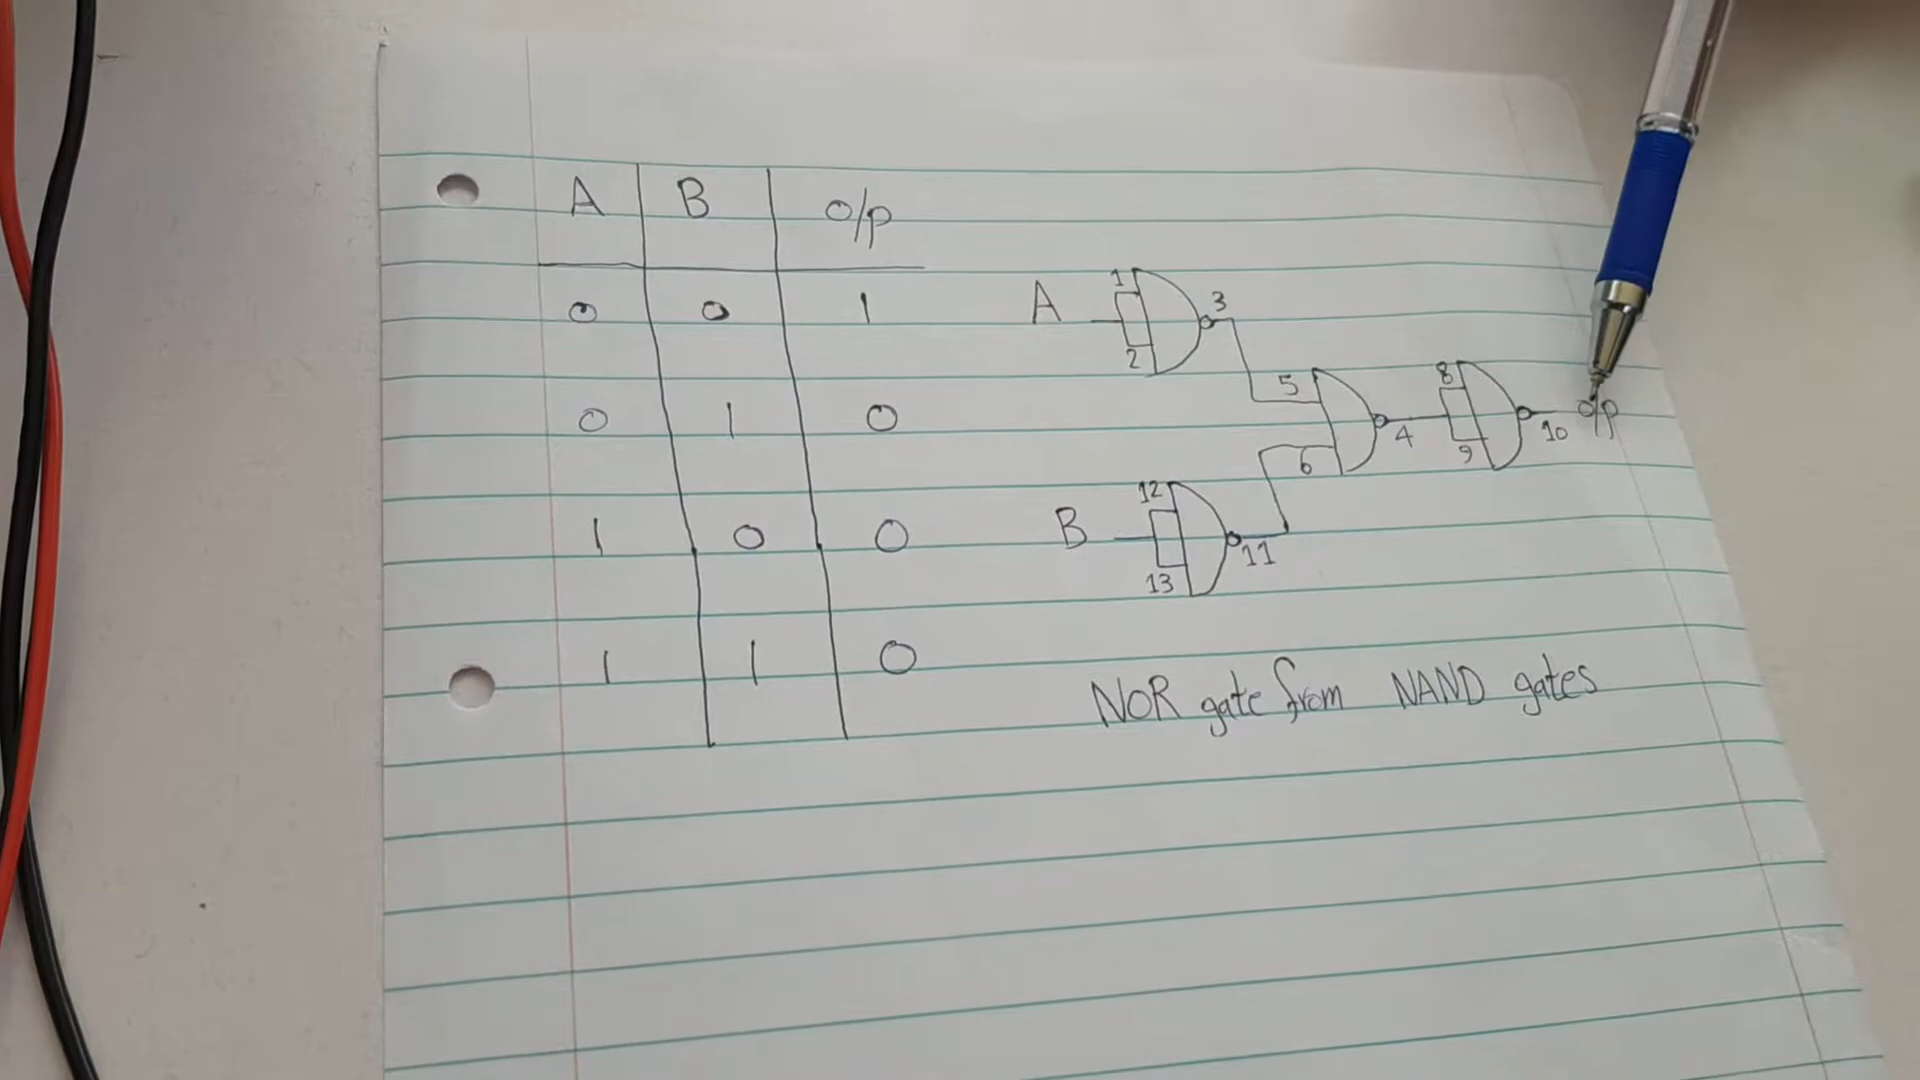 A B o/p
0 0 1
0 1 0
1 0 0
1 1 0
A 1 2 3
5 6 4 8 9 10 o/p
B 12 13 11
NOR gate from NAND gates